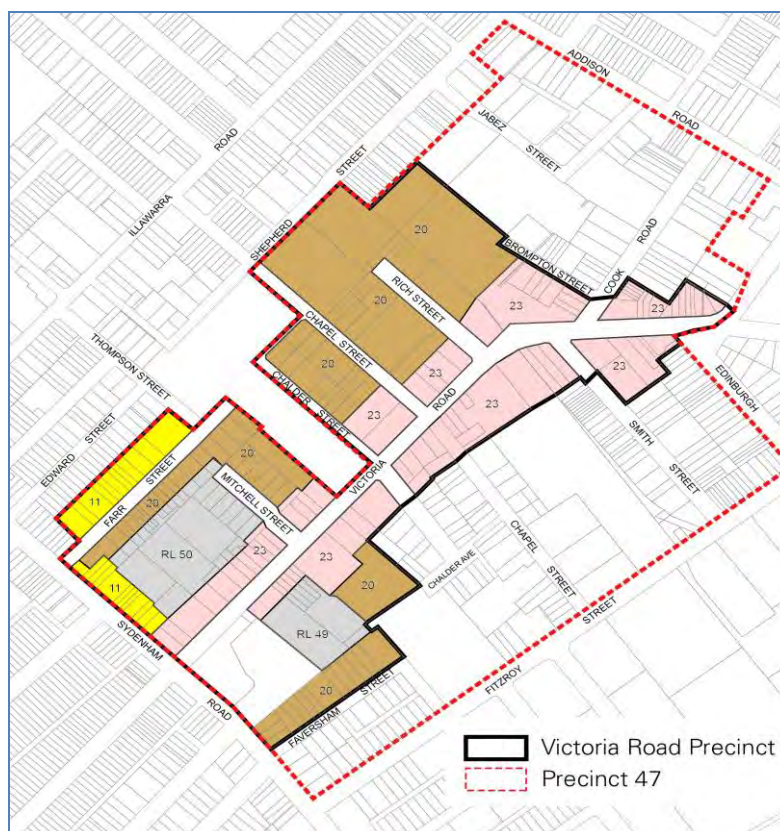 ADDISON
ROAD
JABEZ
STREET
ROAD
ILLAWARRA
STREET
SHEPHERD
20
BROMPTON STREET
COOK
ROAD
RICH STREET
20
23
23
CHAPEL STREET
THOMPSON STREET
20
CHALDER STREET
23
23
ROAD
23
23
EDINBURGH
SMITH
STREET
EDWARD STREET
VICTORIA
20
FARR STREET
MITCHELL STREET
11
20
RL 50
23
23
CHAPEL
STREET
CHALDER AVE
20
11
RL 49
STREET
SYDENHAM
ROAD
20
FAVERSHAM STREET
FITZROY
Victoria Road Precinct
Precinct 47